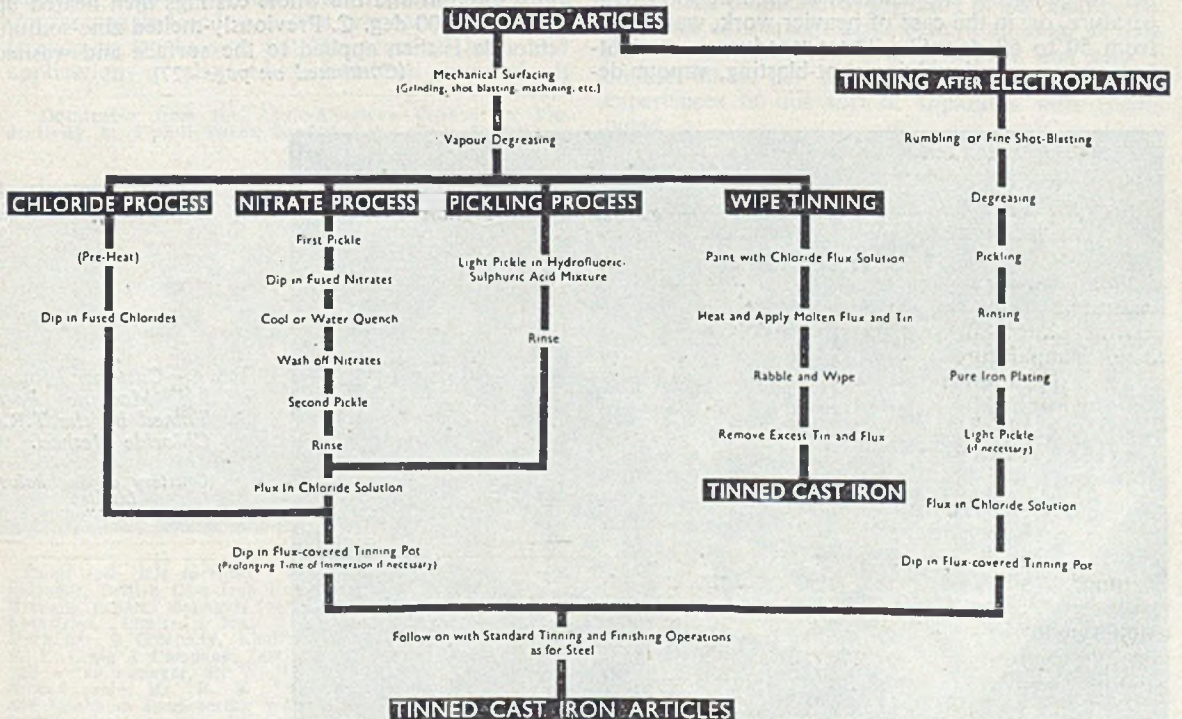 UNCOATED ARTICLES
Mechanical Surfacing
(Grinding, shot blasting, machining, etc.)
Vapour Degreasing
TINNING AFTER ELECTROPLATING
Rumbling or Fine Shot-Blasting
Degreasing
Pickling
Rinsing
Pure Iron Plating
Light Pickle
(if necessary)
Flux in Chloride Solution
Dip in Flux-covered Tinning Pot
CHLORIDE PROCESS
(Pre-Heat)
Dip in Fused Chlorides
NITRATE PROCESS
First Pickle
Dip in Fused Nitrates
Cool or Water Quench
Wash off Nitrates
Second Pickle
Rinse
Flux in Chloride Solution
Dip in Flux-covered Tinning Pot
(Prolonging Time of Immersion if necessary)
PICKLING PROCESS
Light Pickle in Hydrofluoric-
Sulphuric Acid Mixture
Rinse
WIPE TINNING
Paint with Chloride Flux Solution
Heat and Apply Molten Flux and Tin
Rabble and Wipe
Remove Excess Tin and Flux
TINNED CAST IRON
Follow on with Standard Tinning and Finishing Operations
as for Steel
TINNED CAST IRON ARTICLES